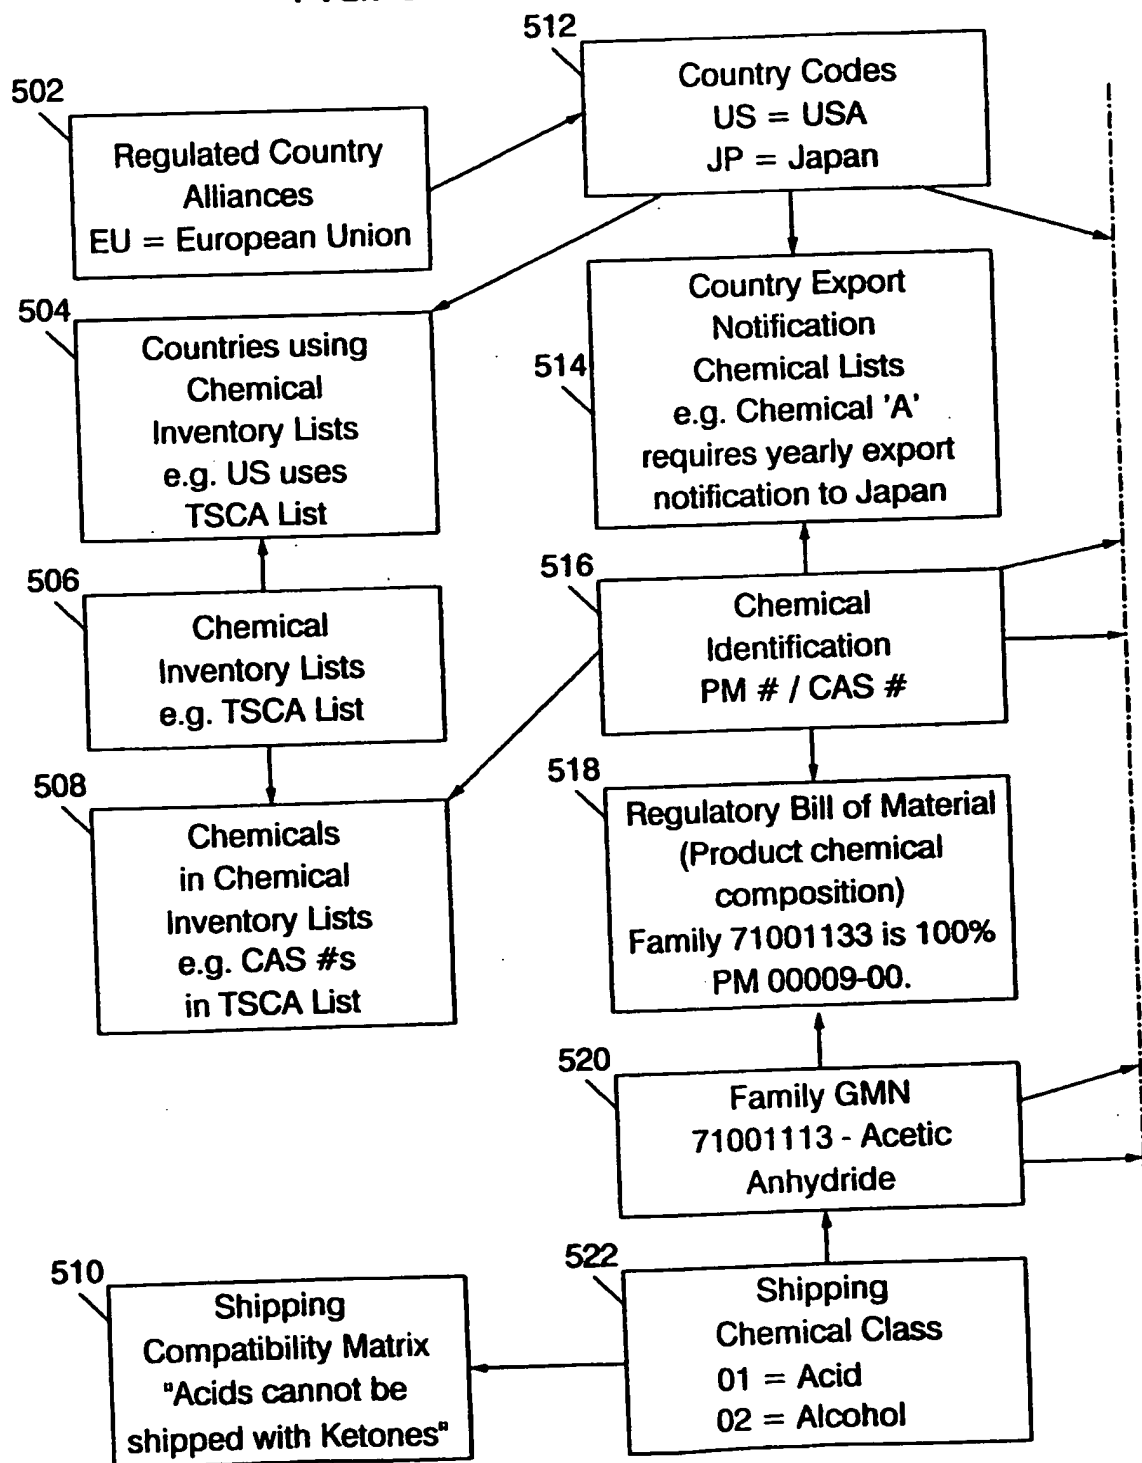 512
Country Codes
US = USA
JP = Japan
502
Regulated Country
Alliances
EU = European Union
504
Countries using
Chemical
Inventory Lists
e.g. US uses
TSCA List
514
Country Export
Notification
Chemical Lists
e.g. Chemical 'A'
requires yearly export
notification to Japan
506
Chemical
Inventory Lists
e.g. TSCA List
516
Chemical
Identification
PM # / CAS #
508
Chemicals
in Chemical
Inventory Lists
e.g. CAS #s
in TSCA List
518
Regulatory Bill of Material
(Product chemical
composition)
Family 71001133 is 100%
PM 00009-00.
520
Family GMN
71001113 - Acetic
Anhydride
510
Shipping
Compatibility Matrix
"Acids cannot be
shipped with Ketones"
522
Shipping
Chemical Class
01 = Acid
02 = Alcohol